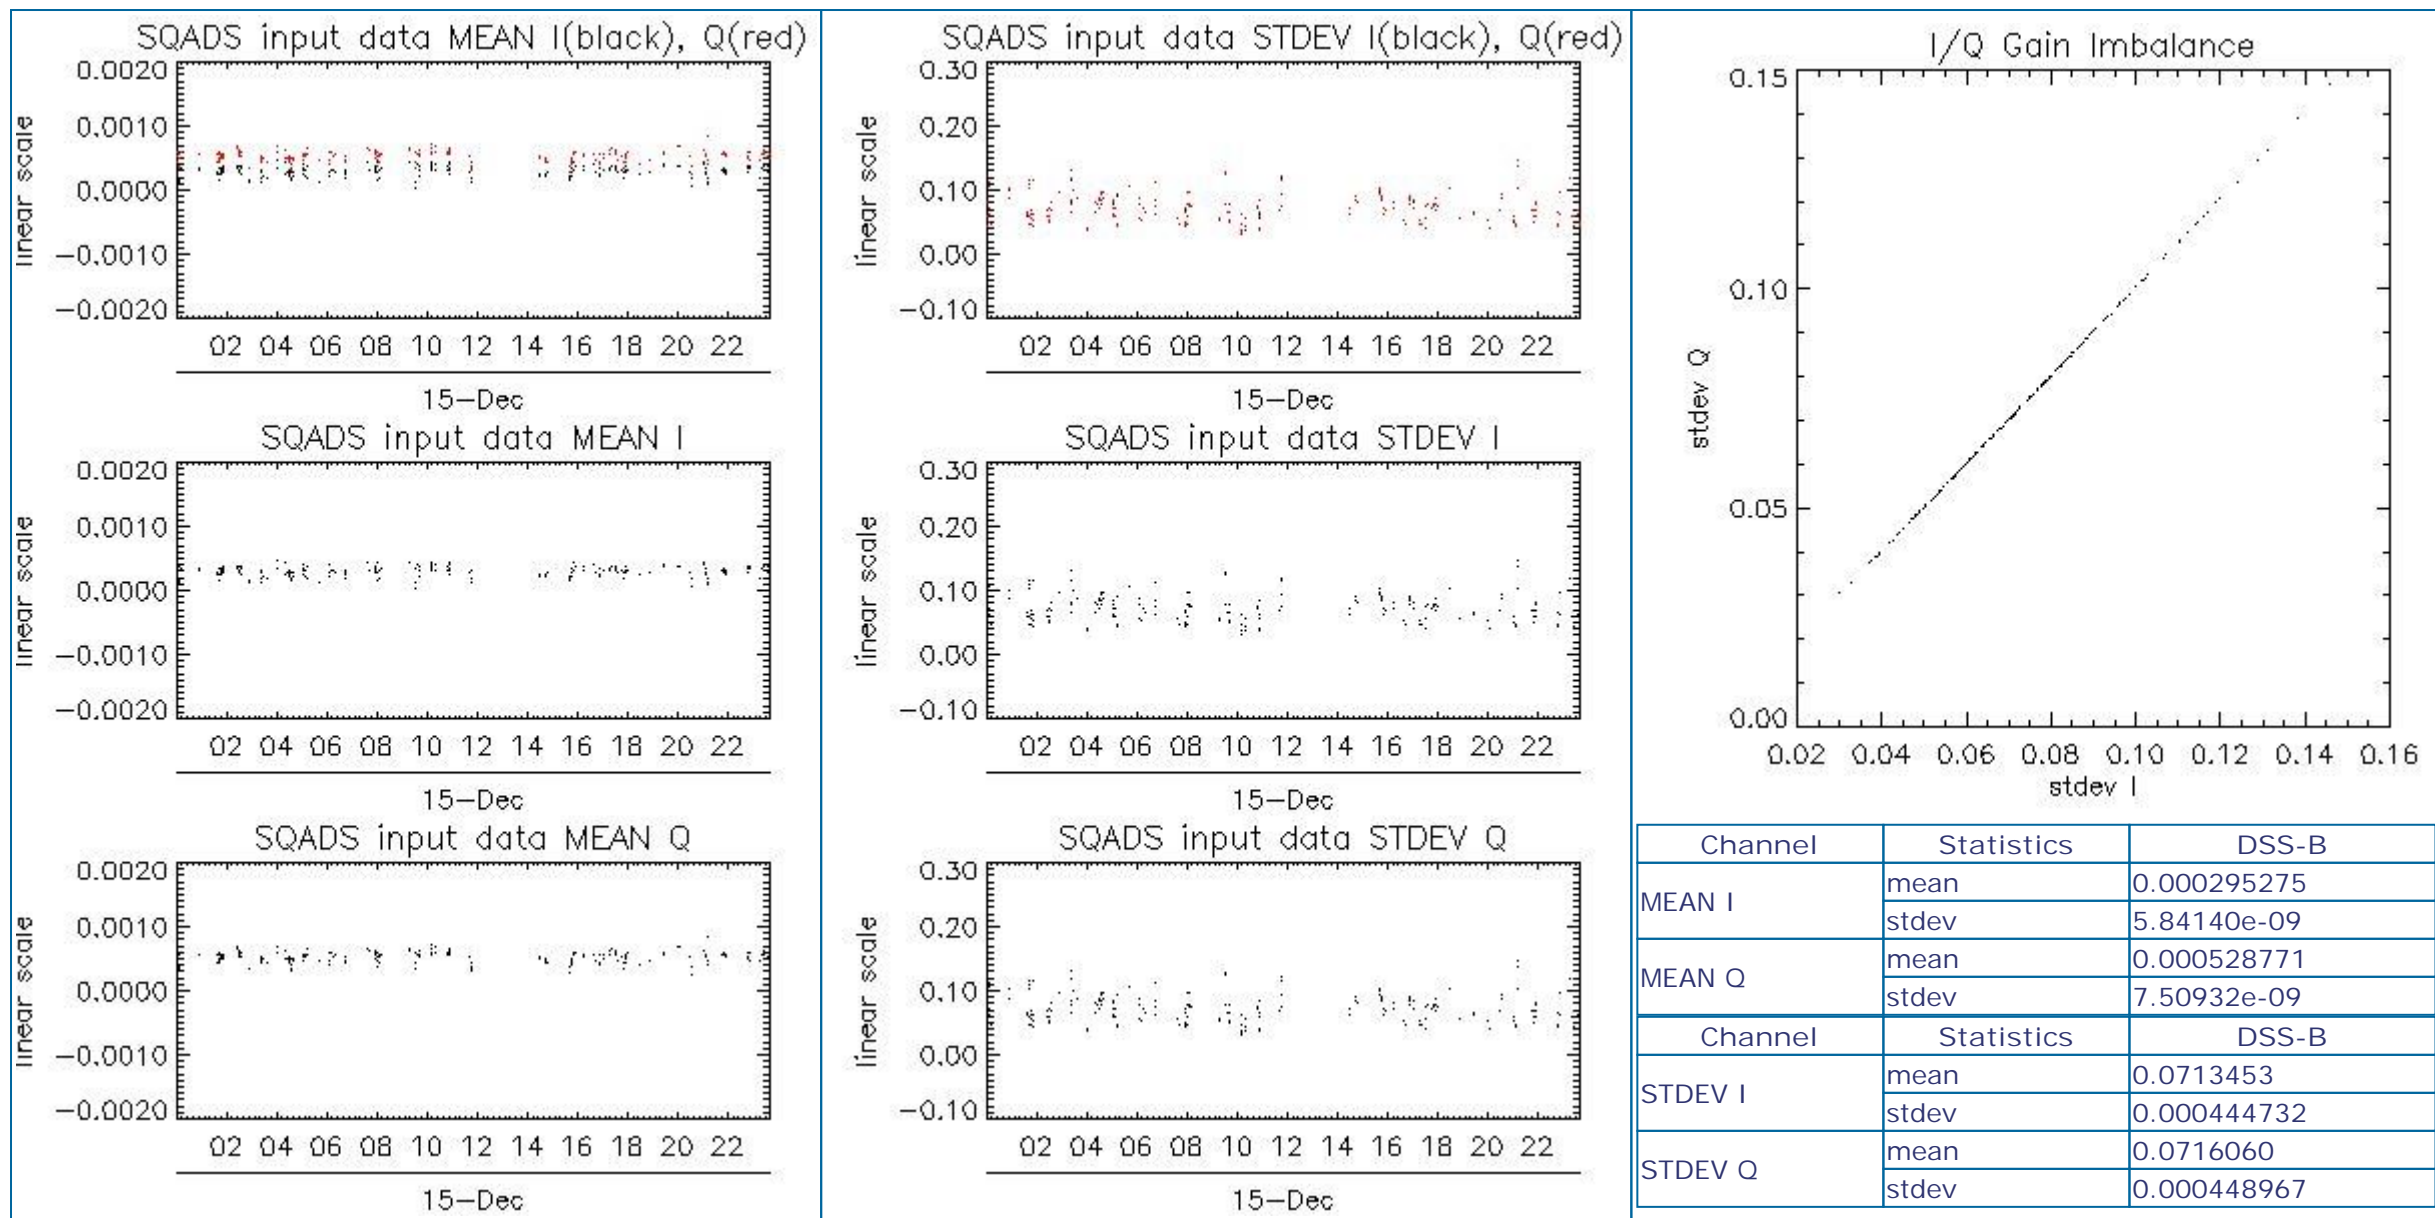 SQADS input data MEAN I(black), Q(red)
0.0020
0.0010
0.0000
−0.0010
−0.0020
linear scale
02 04 06 08 10 12 14 16 18 20 22
15−Dec
SQADS input data MEAN I
0.0020
0.0010
0.0000
−0.0010
−0.0020
linear scale
02 04 06 08 10 12 14 16 18 20 22
15−Dec
SQADS input data MEAN Q
0.0020
0.0010
0.0000
−0.0010
−0.0020
linear scale
02 04 06 08 10 12 14 16 18 20 22
15−Dec
SQADS input data STDEV I(black), Q(red)
0.30
0.20
0.10
0.00
−0.10
linear scale
02 04 06 08 10 12 14 16 18 20 22
15−Dec
SQADS input data STDEV I
0.30
0.20
0.10
0.00
−0.10
linear scale
02 04 06 08 10 12 14 16 18 20 22
15−Dec
SQADS input data STDEV Q
0.30
0.20
0.10
0.00
−0.10
linear scale
02 04 06 08 10 12 14 16 18 20 22
15−Dec
I/Q Gain Imbalance
0.15
0.10
0.05
0.00
stdev Q
0.02 0.04 0.06 0.08 0.10 0.12 0.14 0.16
stdev I
Channel Statistics DSS-B
MEAN I mean 0.000295275
stdev 5.84140e-09
MEAN Q mean 0.000528771
stdev 7.50932e-09
Channel Statistics DSS-B
STDEV I mean 0.0713453
stdev 0.000444732
STDEV Q mean 0.0716060
stdev 0.000448967